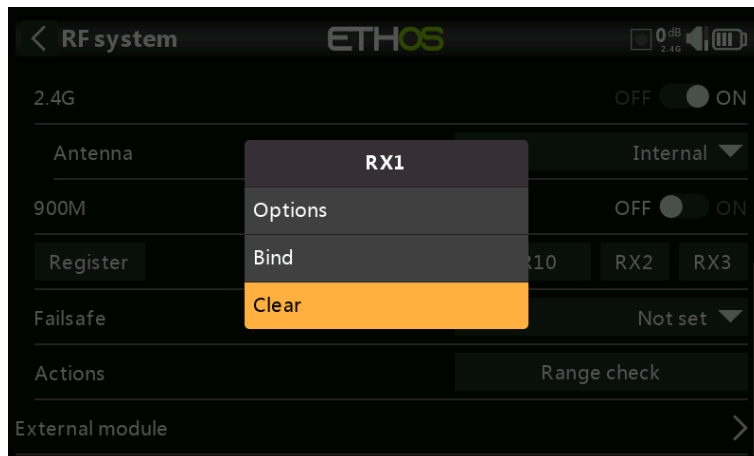 RF system ETHOS 0dB 2.4G
2.4G OFF ON
Antenna Internal
RX1
900M OFF ON
Options
Register R10 RX2 RX3
Bind
Clear
Failsafe Not set
Actions Range check
External module